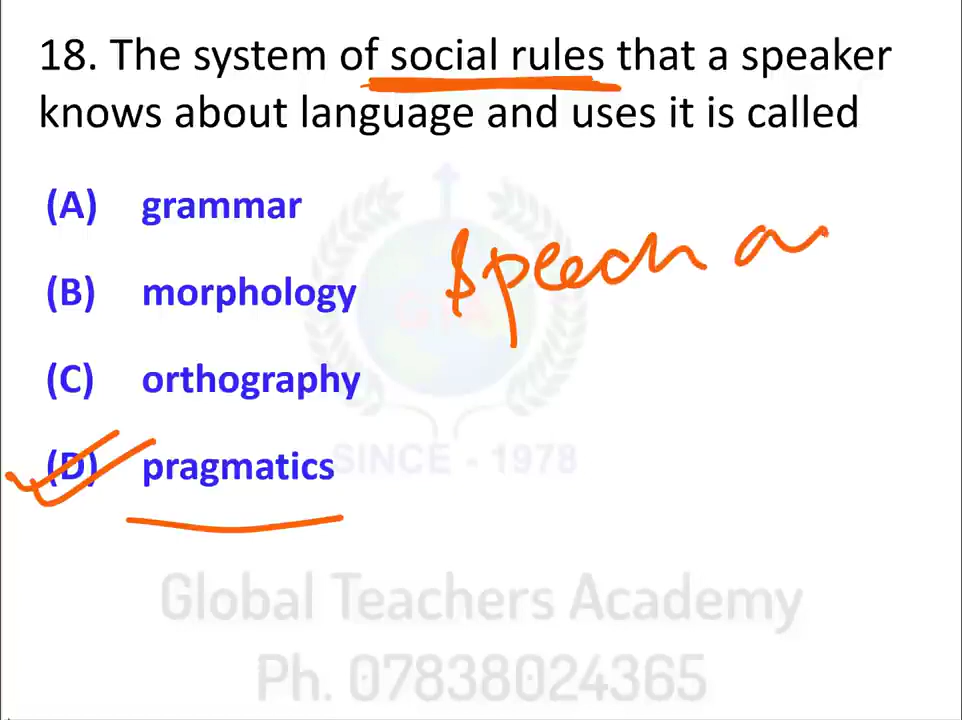 18. The system of social rules that a speaker
knows about language and uses it is called
(A) grammar
(B) morphology
(C) orthography
(D) pragmatics
speech
GTA
SINCE - 1978
Global Teachers Academy
Ph. 07838024365